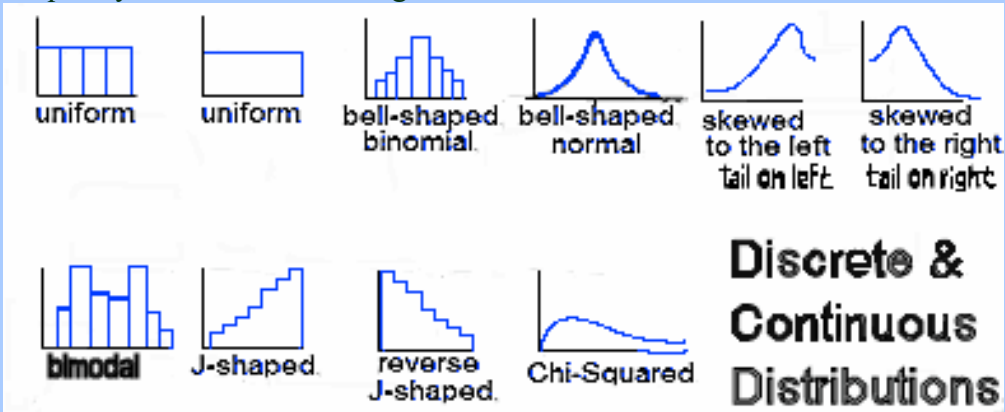 uniform
uniform
bell-shaped
binomial.
bell-shaped.
normal
skewed
to the left
tail on left
skewed
to the right
tail on right
bimodal
J-shaped.
reverse
J-shaped.
Chi-Squared
Discrete &
Continuous
Distributions